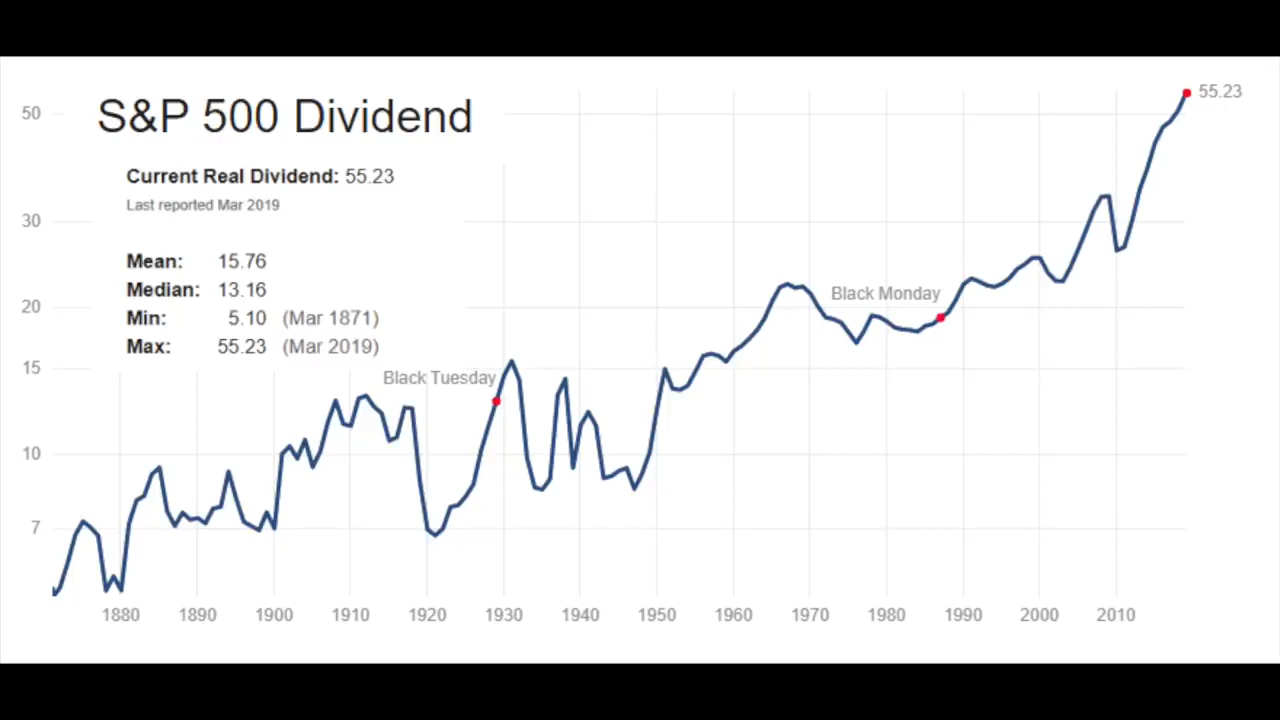 S&P 500 Dividend
Current Real Dividend: 55.23
Last reported Mar 2019
Mean: 15.76
Median: 13.16
Min: 5.10 (Mar 1871)
Max: 55.23 (Mar 2019)
50
30
20
15
10
7
Black Tuesday
Black Monday
55.23
1880 1890 1900 1910 1920 1930 1940 1950 1960 1970 1980 1990 2000 2010